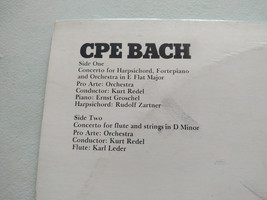 CPE BACH
Side One
Concerto for Harpsichord, Fortepiano
and Orchestra in E Flat Major
Pro Arte: Orchestra
Conductor: Kurt Redel
Piano: Ernst Groschel
Harpsichord: Rudolf Zartner
Side Two
Concerto for flute and strings in D Minor
Pro Arte: Orchestra
Conductor: Kurt Redel
Flute: Karl Leder